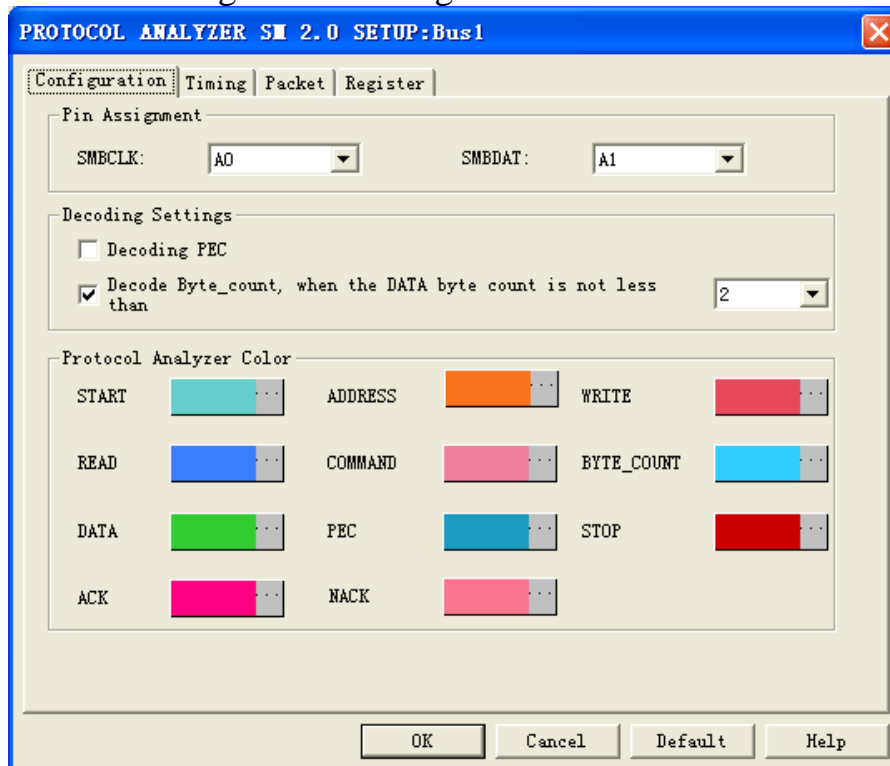 PROTOCOL ANALYZER SM 2.0 SETUP:Bus1
Configuration Timing Packet Register
Pin Assignment
SMBCLK: A0 SMBDAT: A1
Decoding Settings
Decoding PEC
Decode Byte_count, when the DATA byte count is not less
than
2
Protocol Analyzer Color
START ... ADDRESS ... WRITE ...
READ ... COMMAND ... BYTE_COUNT ...
DATA ... PEC ... STOP ...
ACK ... NACK ...
OK Cancel Default Help